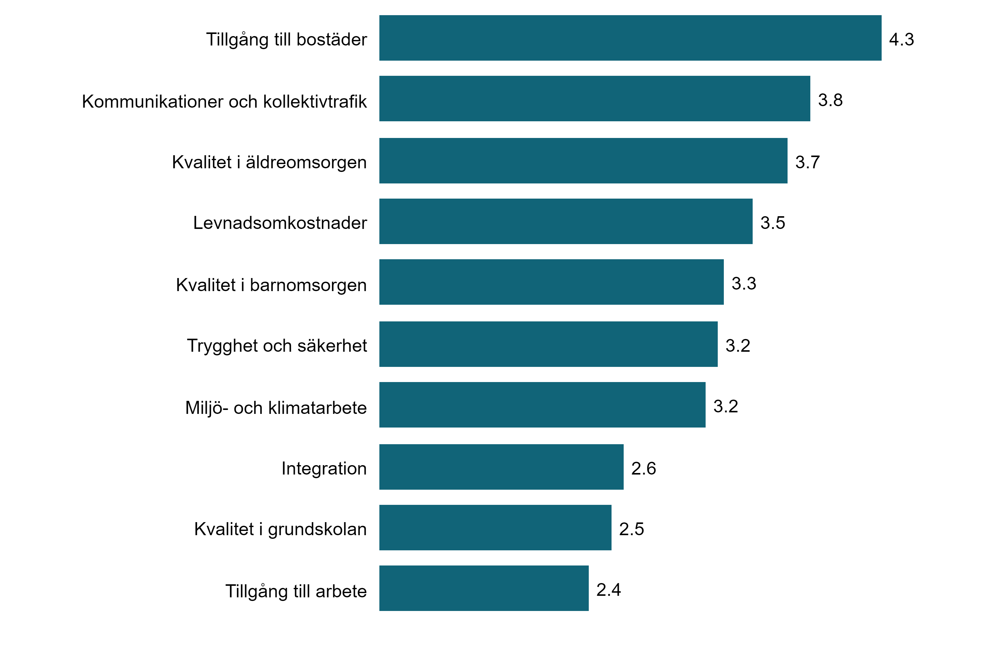 Tillgång till bostäder 4.3
Kommunikationer och kollektivtrafik 3.8
Kvalitet i äldreomsorgen 3.7
Levnadsomkostnader 3.5
Kvalitet i barnomsorgen 3.3
Trygghet och säkerhet 3.2
Miljö- och klimatarbete 3.2
Integration 2.6
Kvalitet i grundskolan 2.5
Tillgång till arbete 2.4